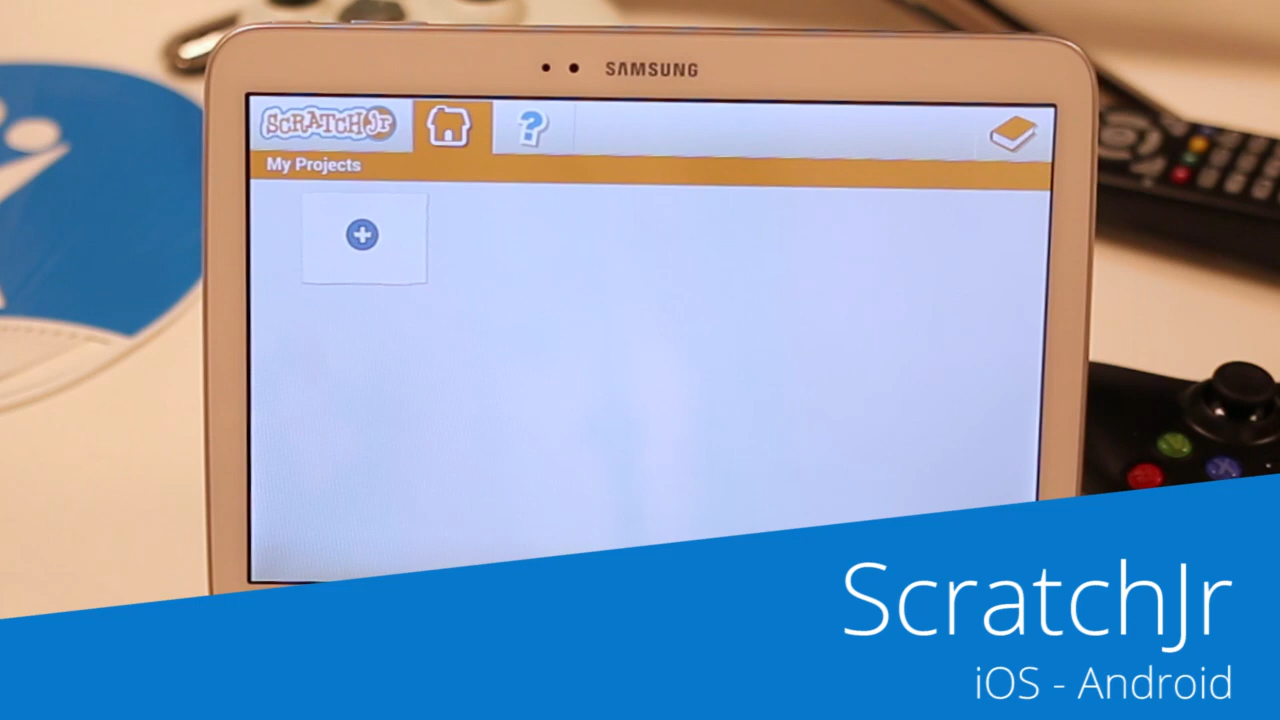 SAMSUNG
SCRATCHJr
My Projects
ScratchJr
iOS - Android